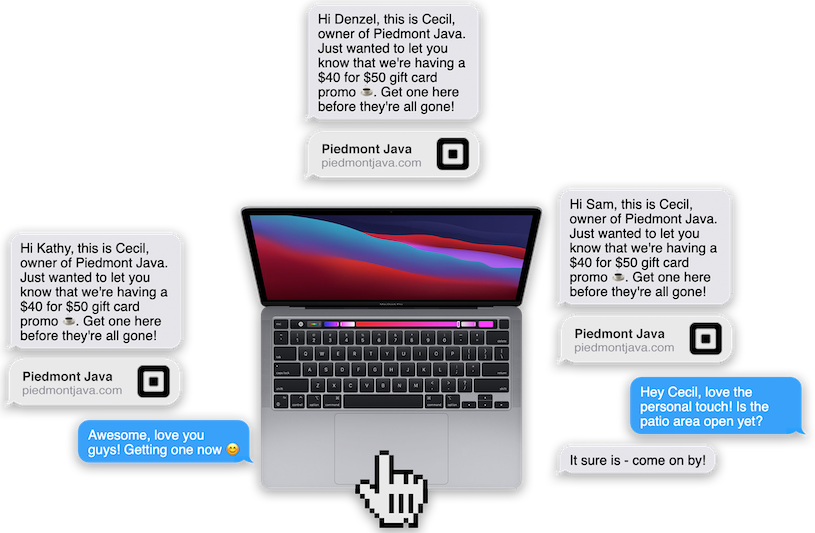 Hi Denzel, this is Cecil,
owner of Piedmont Java.
Just wanted to let you
know that we're having a
$40 for $50 gift card
promo ☕. Get one here
before they're all gone!
Piedmont Java
piedmontjava.com
Hi Kathy, this is Cecil,
owner of Piedmont Java.
Just wanted to let you
know that we're having a
$40 for $50 gift card
promo ☕. Get one here
before they're all gone!
Piedmont Java
piedmontjava.com
Awesome, love you
guys! Getting one now 😊
Hi Sam, this is Cecil,
owner of Piedmont Java.
Just wanted to let you
know that we're having a
$40 for $50 gift card
promo ☕. Get one here
before they're all gone!
Piedmont Java
piedmontjava.com
Hey Cecil, love the
personal touch! Is the
patio area open yet?
It sure is - come on by!